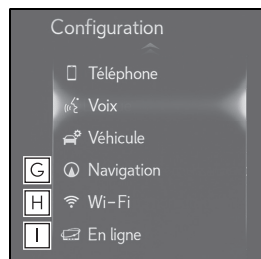 Configuration
Téléphone
Voix
Véhicule
G Navigation
H Wi-Fi
I En ligne